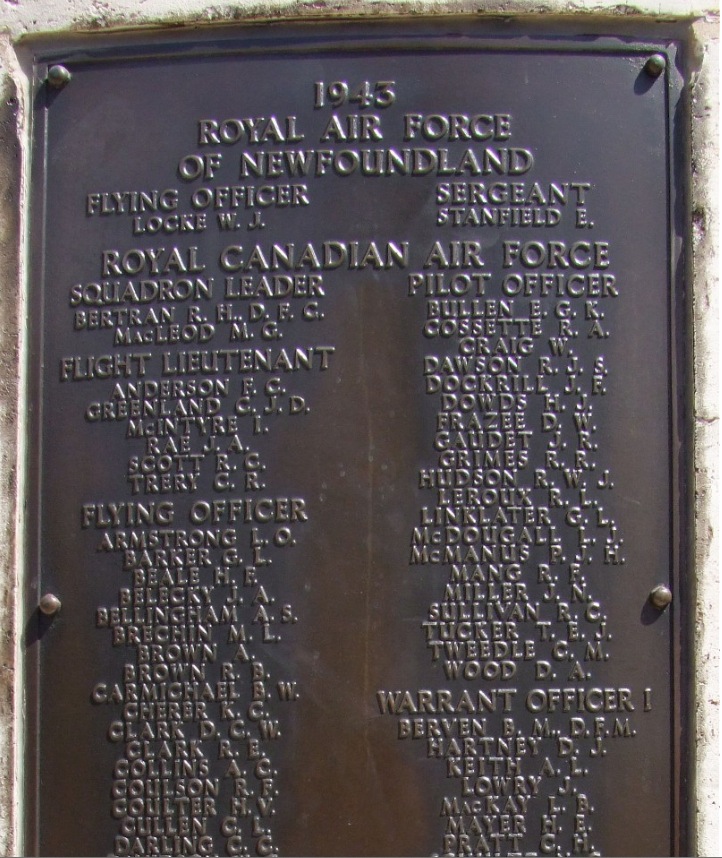 1943
ROYAL AIR FORCE
OF NEWFOUNDLAND
FLYING OFFICER
LOCKE W. J.
SERGEANT
STANFIELD E.
ROYAL CANADIAN AIR FORCE
SQUADRON LEADER
BERTRAN R. H. D. F. C.
MACLEOD M. G.
FLIGHT LIEUTENANT
ANDERSON F. G.
GREENLAND C. J. D.
MCINTYRE I.
RAE J. A.
SCOTT R. G.
TRERY C. R.
FLYING OFFICER
ARMSTRONG L. O.
BARKER G. L.
BEALE H. F.
BELECKY J. A.
BELLINGHAM A. S.
BRECHIN M. L.
BROWN A.
BROWN R. B.
CARMICHAEL B. W.
CHERER K. C.
CLARK D. C. W.
CLARK R. E.
COLLINS A. C.
COULSON R. F.
COULTER H. V.
CULLEN C. L.
DARLING C. C.
PILOT OFFICER
BULLEN E. G. K.
COSSETTE R. A.
CRAIG W.
DAWSON R. J. S.
DOCKRILL J. F.
DOWDS H. J.
FRAZEE D. W.
GAUDET J. R.
GRIMES R. R.
HUDSON R. W. J.
LEROUX R. L.
LINKLATER G. L.
MCDOUGALL L. J.
MCMANUS P. J. H.
MANG R. F.
MILLER J. N.
SULLIVAN R. C.
TUCKER T. E. J.
TWEEDLE C. M.
WOOD D. A.
WARRANT OFFICER I
BERVEN B. M., D.F.M.
HARTNEY D. J.
KEITH A. L.
LOWRY J.
MACKAY L. B.
MAYER H. E.
PRATT C. H.